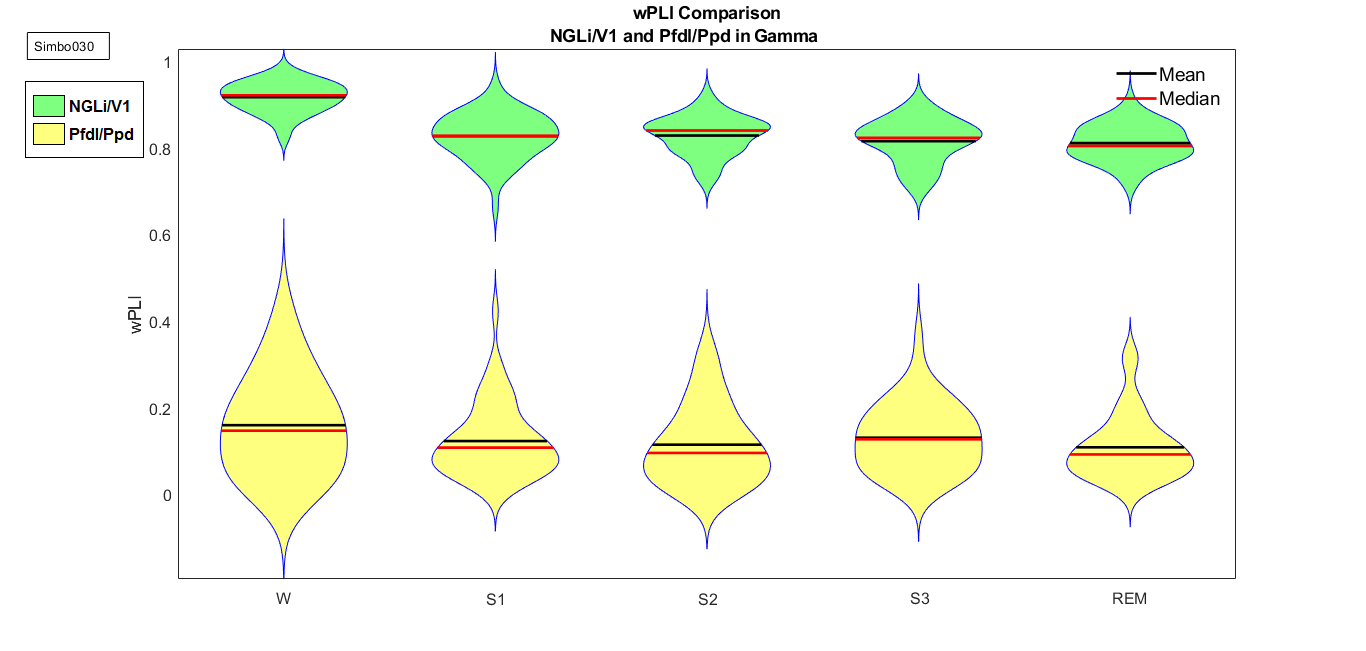 wPLI Comparison
NGLi/V1 and Pfdl/Ppd in Gamma
Simbo030
NGLi/V1
Pfdl/Ppd
Mean
Median
1
0.8
0.6
0.4
0.2
0
wPLI
W
S1
S2
S3
REM